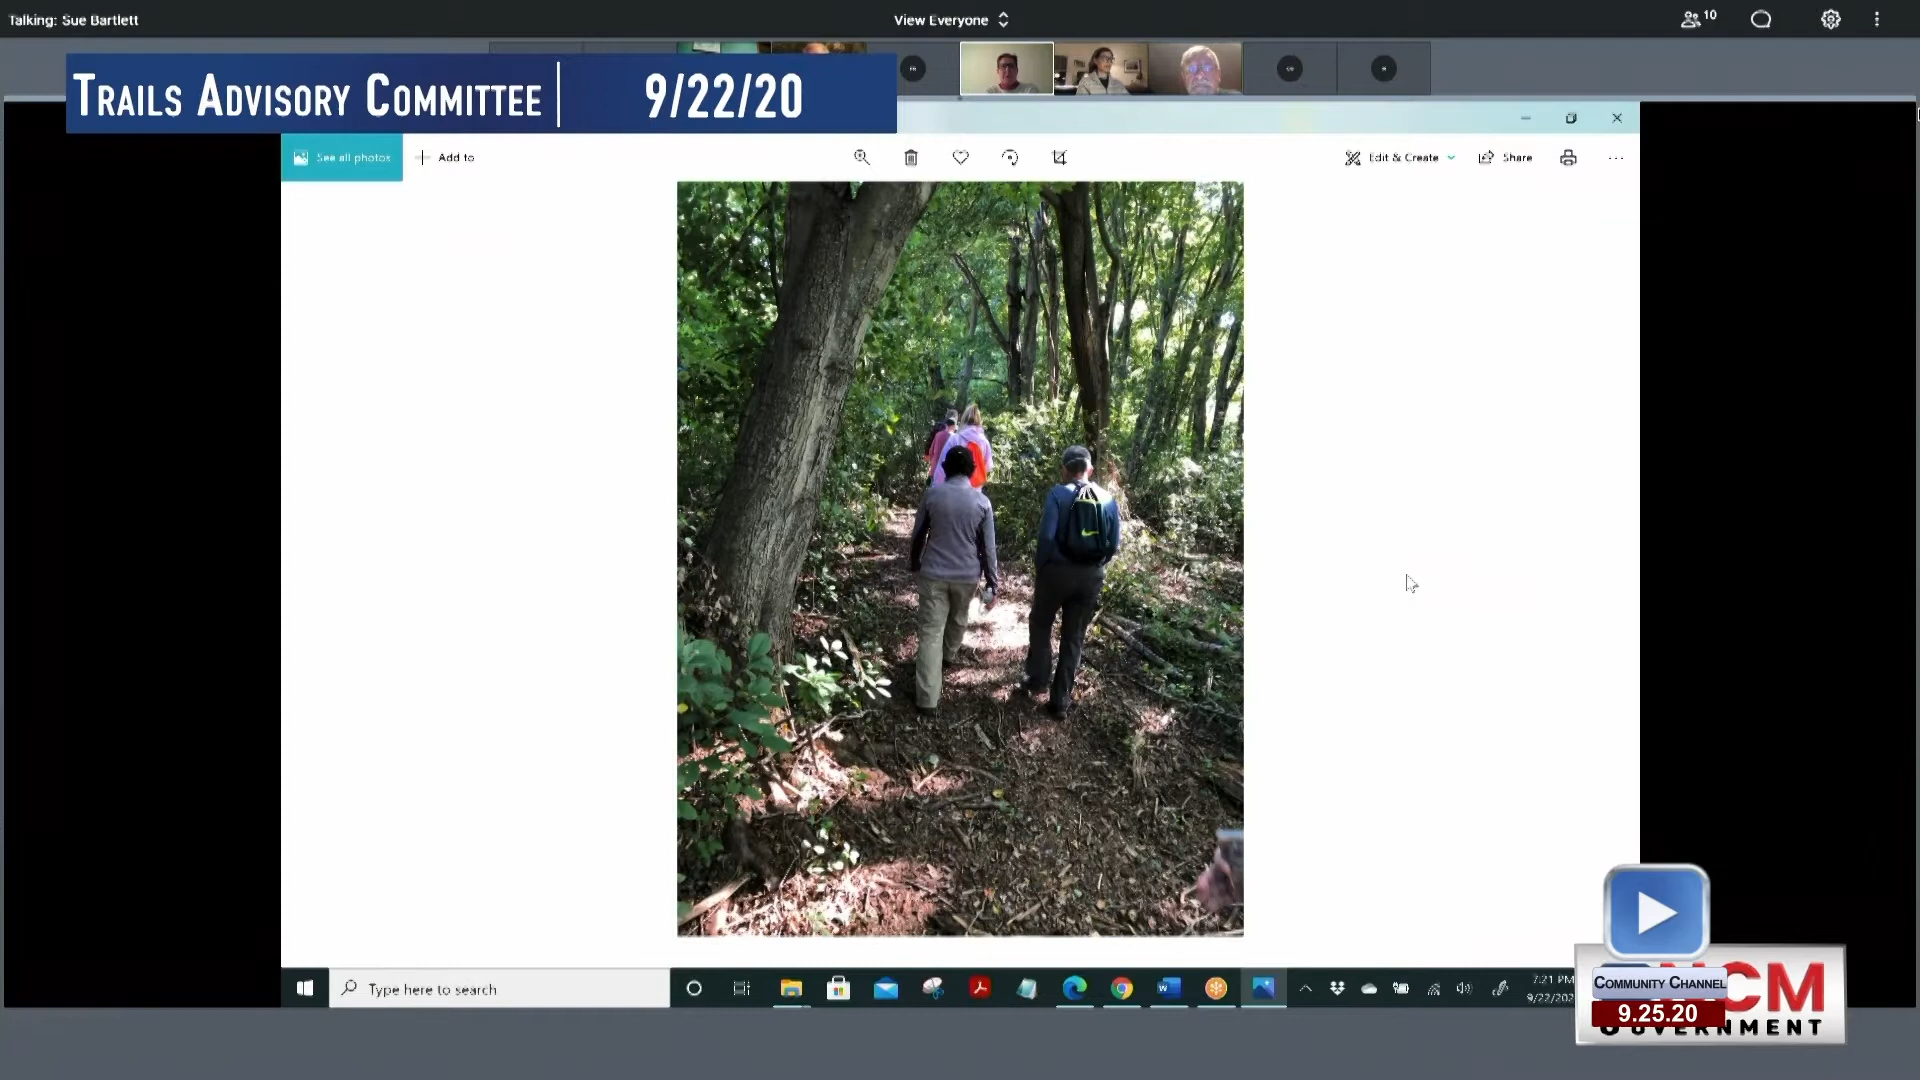 Talking: Sue Bartlett
View Everyone
10
TRAILS ADVISORY COMMITTEE
9/22/20
See all photos
Add to
Edit & Create
Share
Type here to search
7:21 PM
COMMUNITY CHANNEL
9.25.20
GOVERNMENT